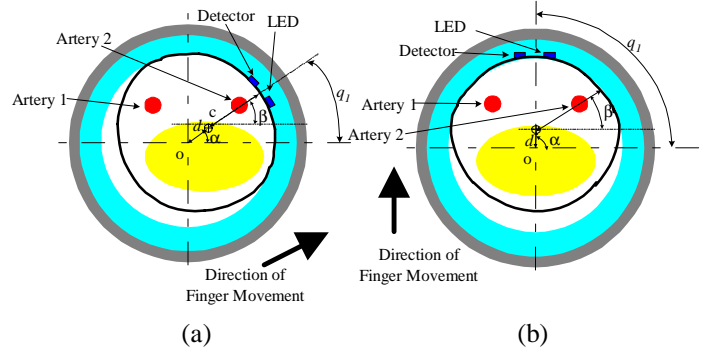 Detector
LED
Artery 2
Artery 1
q1
c
β
d
α
o
Direction of
Finger Movement
(a)
LED
Detector
q1
Artery 1
Artery 2
β
d
α
o
Direction of
Finger Movement
(b)